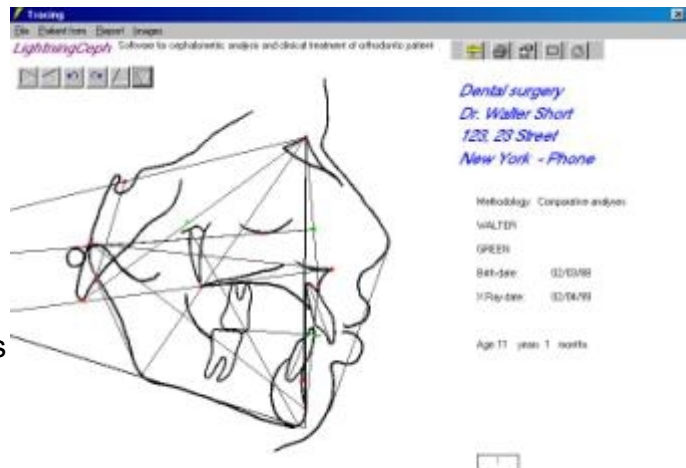 Tracing
File Patient form Report Images
LightningCeph Software for cephalometric analysis and clinical treatment of orthodontic patient
Dental surgery
Dr. Walter Short
123, 23 Street
New York - Phone
Methodology Comparative analyses
WALTER
GREEN
Birth date: 02/03/88
X Ray date: 02/04/99
s
Age 11 years 1 months